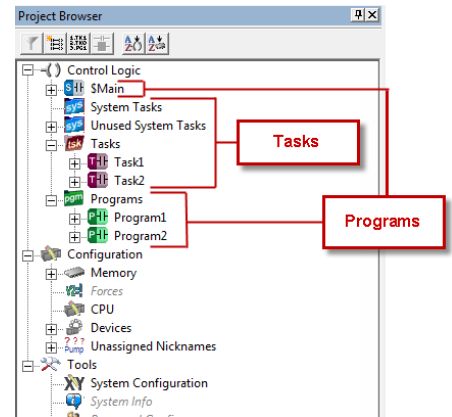 Project Browser
Control Logic
$Main
System Tasks
Unused System Tasks
Tasks
Tasks
Task1
Task2
Programs
Programs
Program1
Program2
Configuration
Memory
Forces
CPU
Devices
Unassigned Nicknames
Tools
System Configuration
System Info